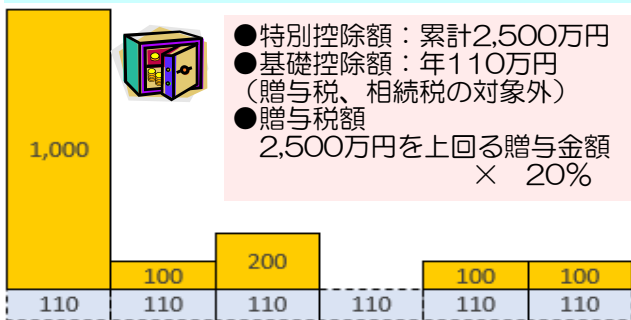 ●特別控除額：累計2,500万円
●基礎控除額：年110万円
（贈与税、相続税の対象外）
●贈与税額
2,500万円を上回る贈与金額
×　20%
1,000
100
200
100
100
110
110
110
110
110
110